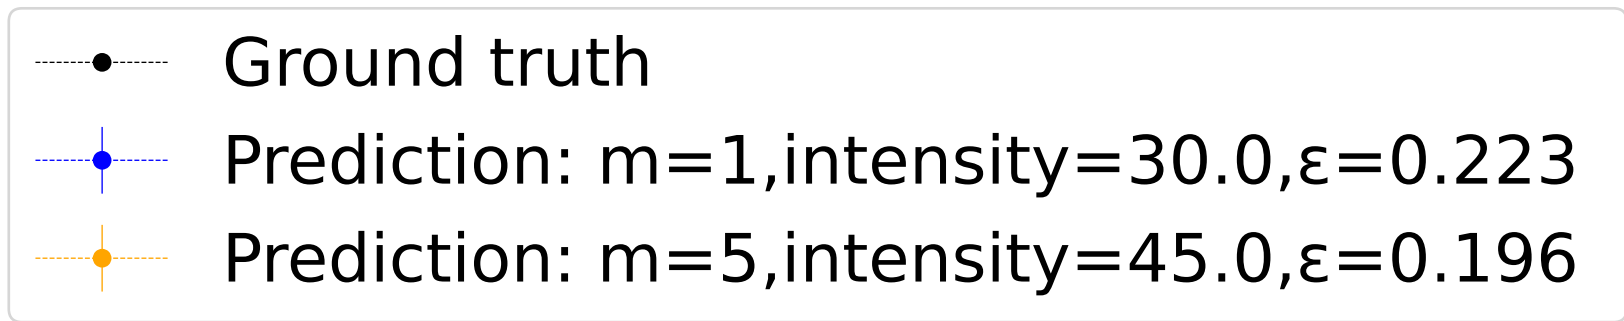 Ground truth
Prediction: m=1,intensity=30.0,ε=0.223
Prediction: m=5,intensity=45.0,ε=0.196